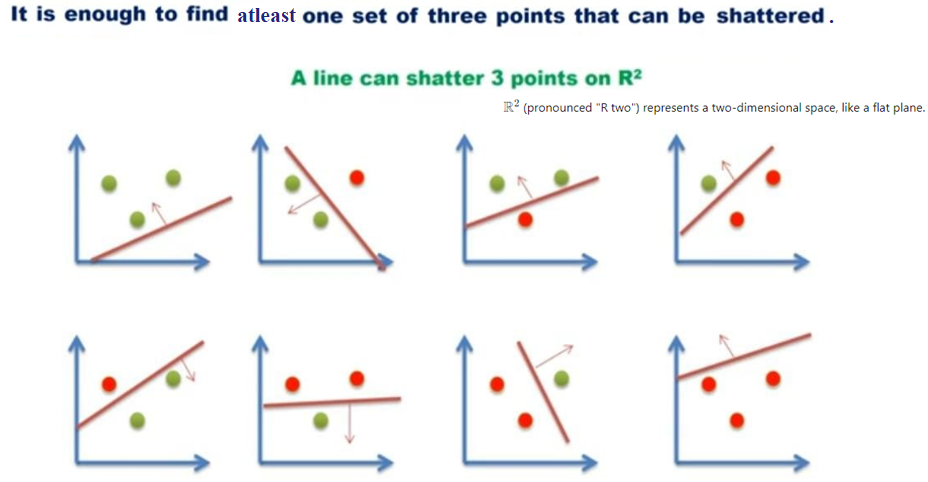 It is enough to find atleast one set of three points that can be shattered.
A line can shatter 3 points on R²
ℝ² (pronounced "R two") represents a two-dimensional space, like a flat plane.